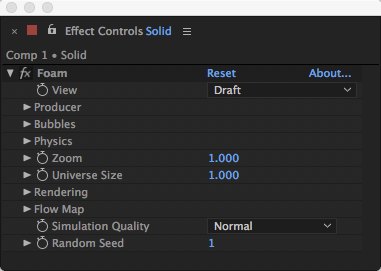 Effect Controls Solid
Comp 1 • Solid
fx Foam Reset About...
View Draft
Producer
Bubbles
Physics
Zoom 1.000
Universe Size 1.000
Rendering
Flow Map
Simulation Quality Normal
Random Seed 1